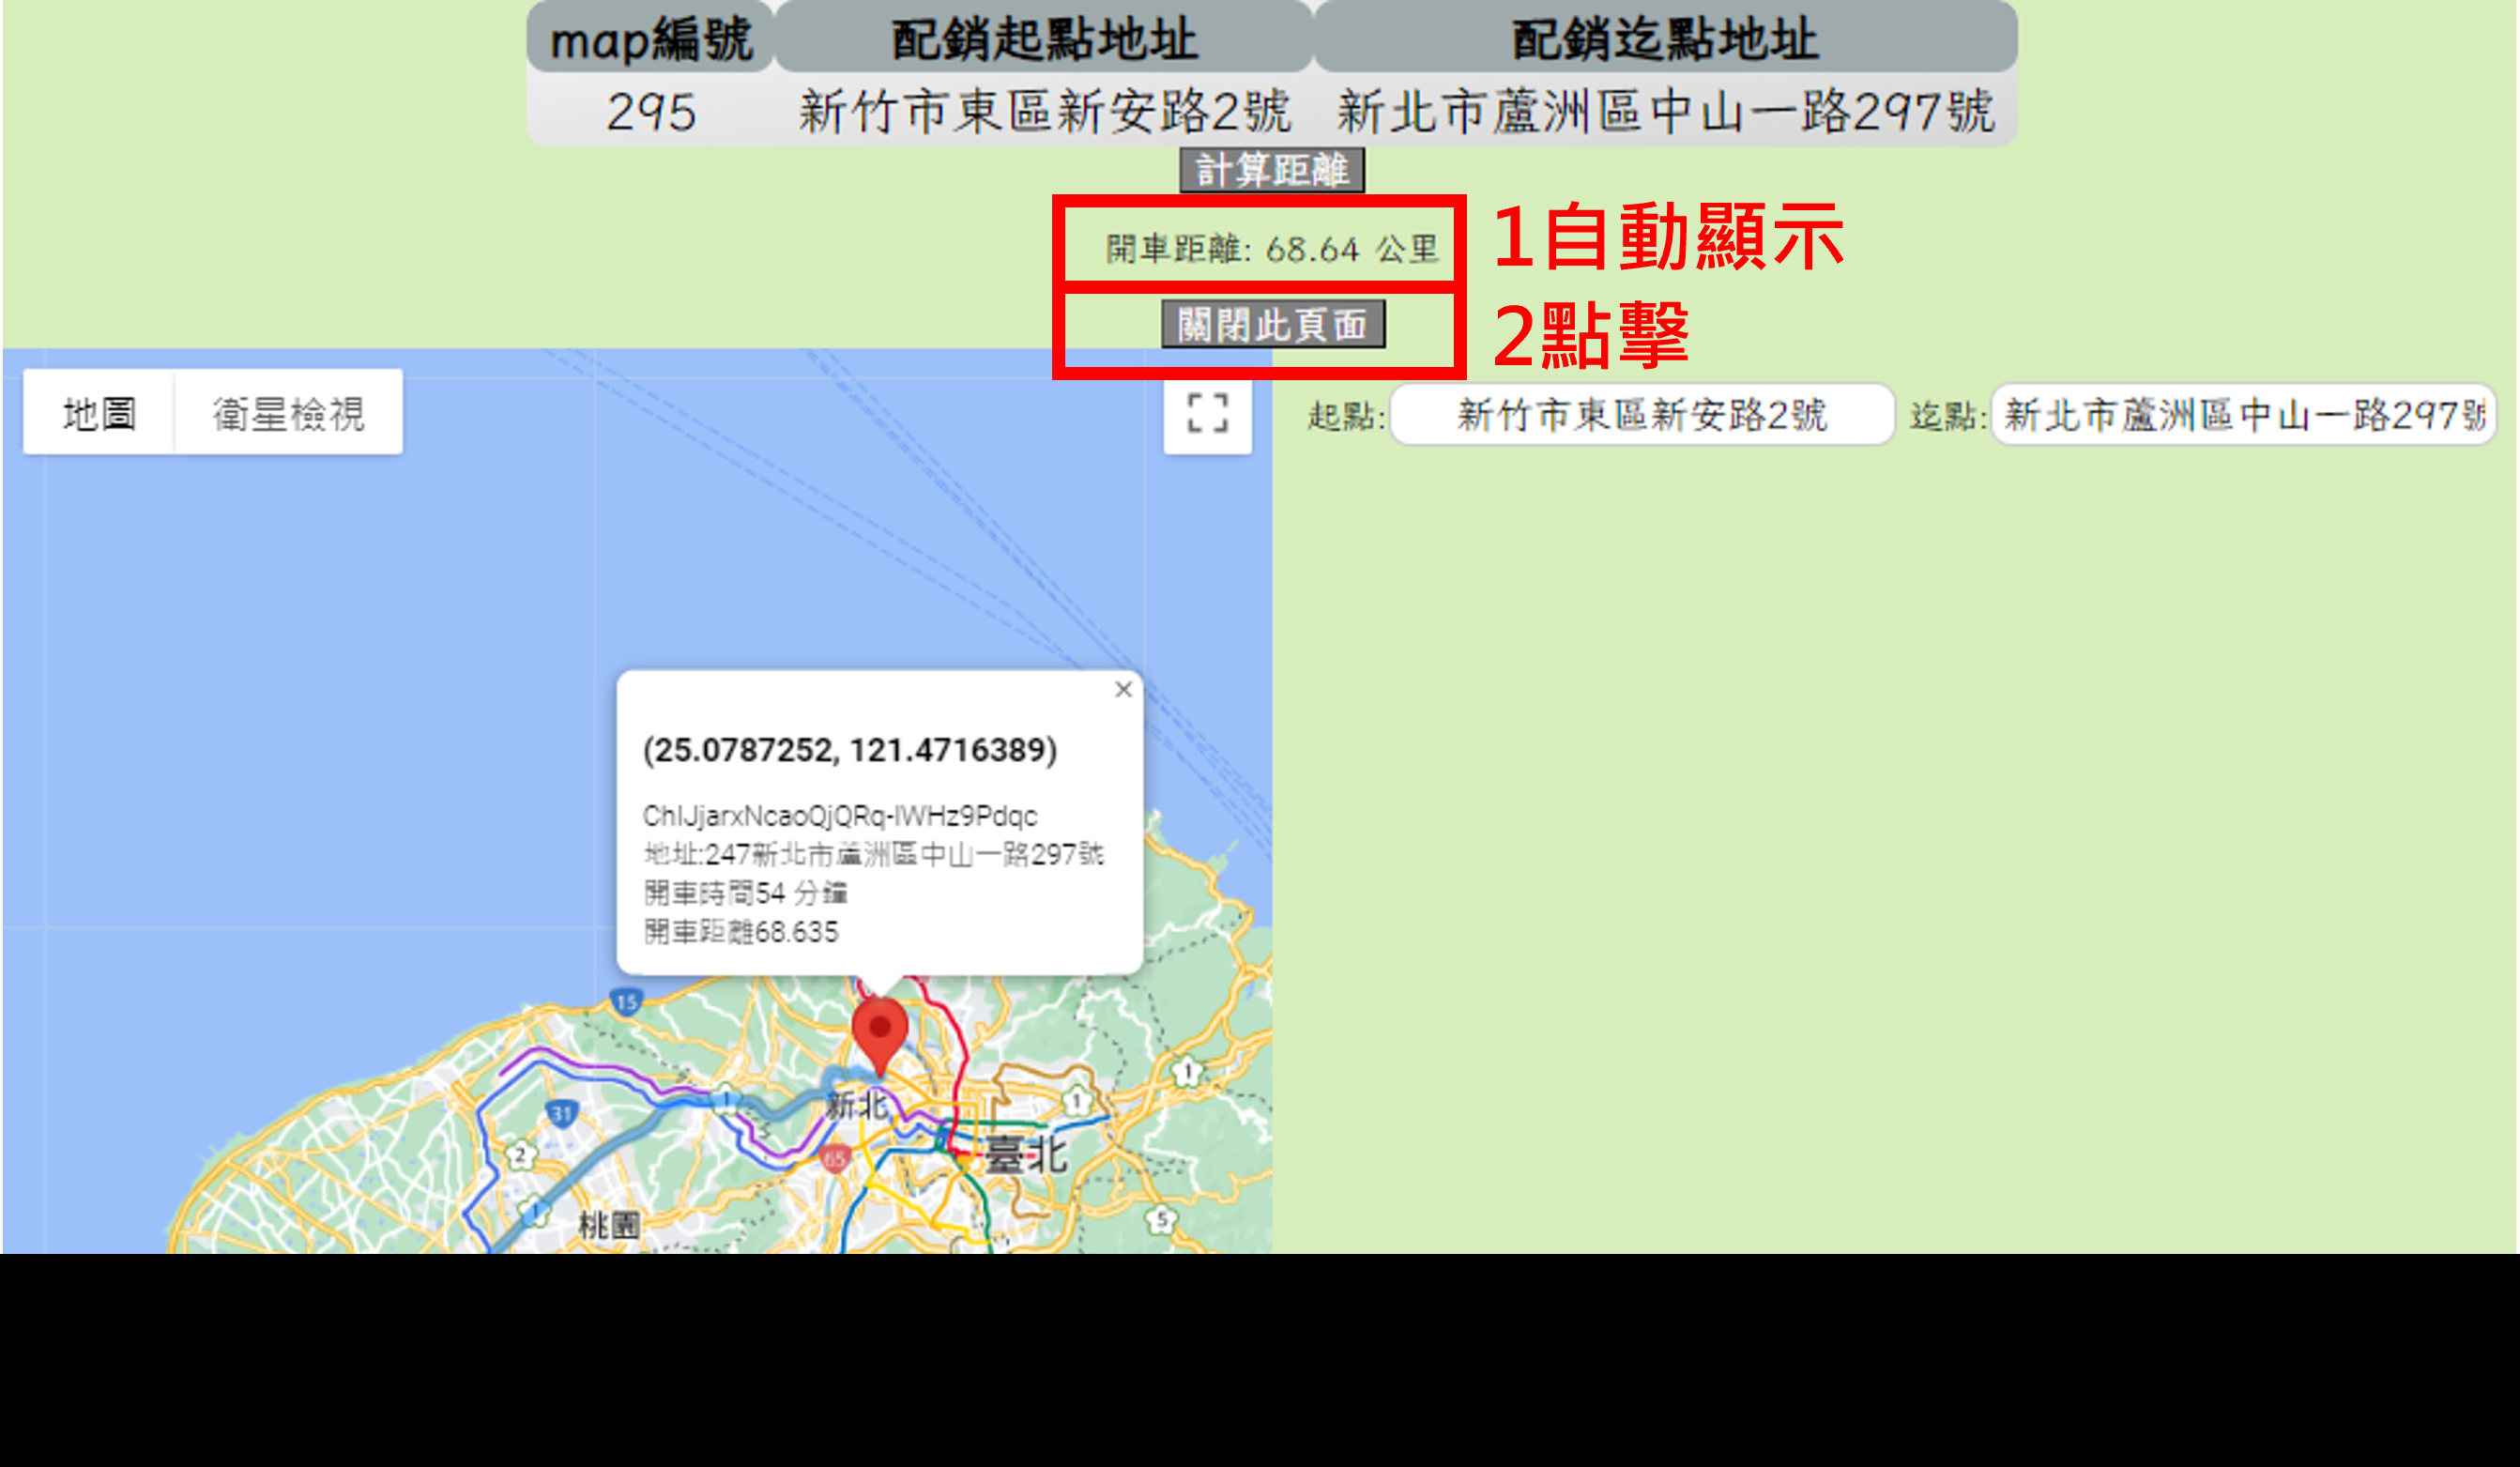 map編號 配銷起點地址 配銷迄點地址
295 新竹市東區新安路2號 新北市蘆洲區中山一路297號
計算距離
開車距離: 68.64 公里
1自動顯示
關閉此頁面
2點擊
地圖 衛星檢視
起點: 新竹市東區新安路2號 迄點: 新北市蘆洲區中山一路297號
(25.0787252, 121.4716389)
ChIJjarxNcaoQjQRq-IWHz9Pdqc
地址:247新北市蘆洲區中山一路297號
開車時間54 分鐘
開車距離68.635
15
1
31
1
新北
1
2
65
臺北
1
桃園
5